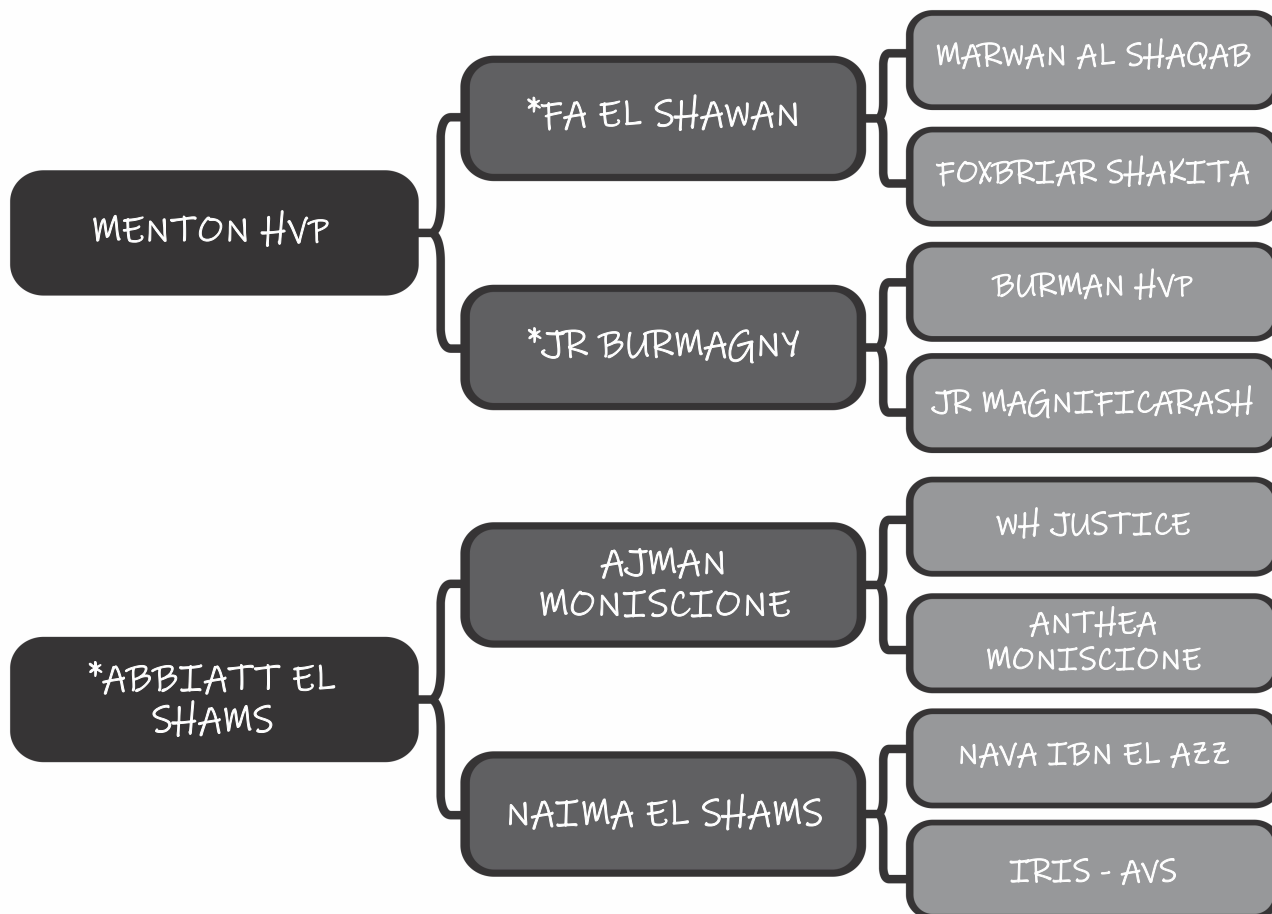 MARWAN AL SHAQAB
*FA EL SHAWAN
FOXBRIAR SHAKITA
MENTON HVP
BURMAN HVP
*JR BURMAGNY
JR MAGNIFICARASH
WH JUSTICE
AJMAN
MONISCIONE
ANTHEA
MONISCIONE
*ABBIATT EL
SHAMS
NAVA IBN EL AZZ
NAIMA EL SHAMS
IRIS - AVS